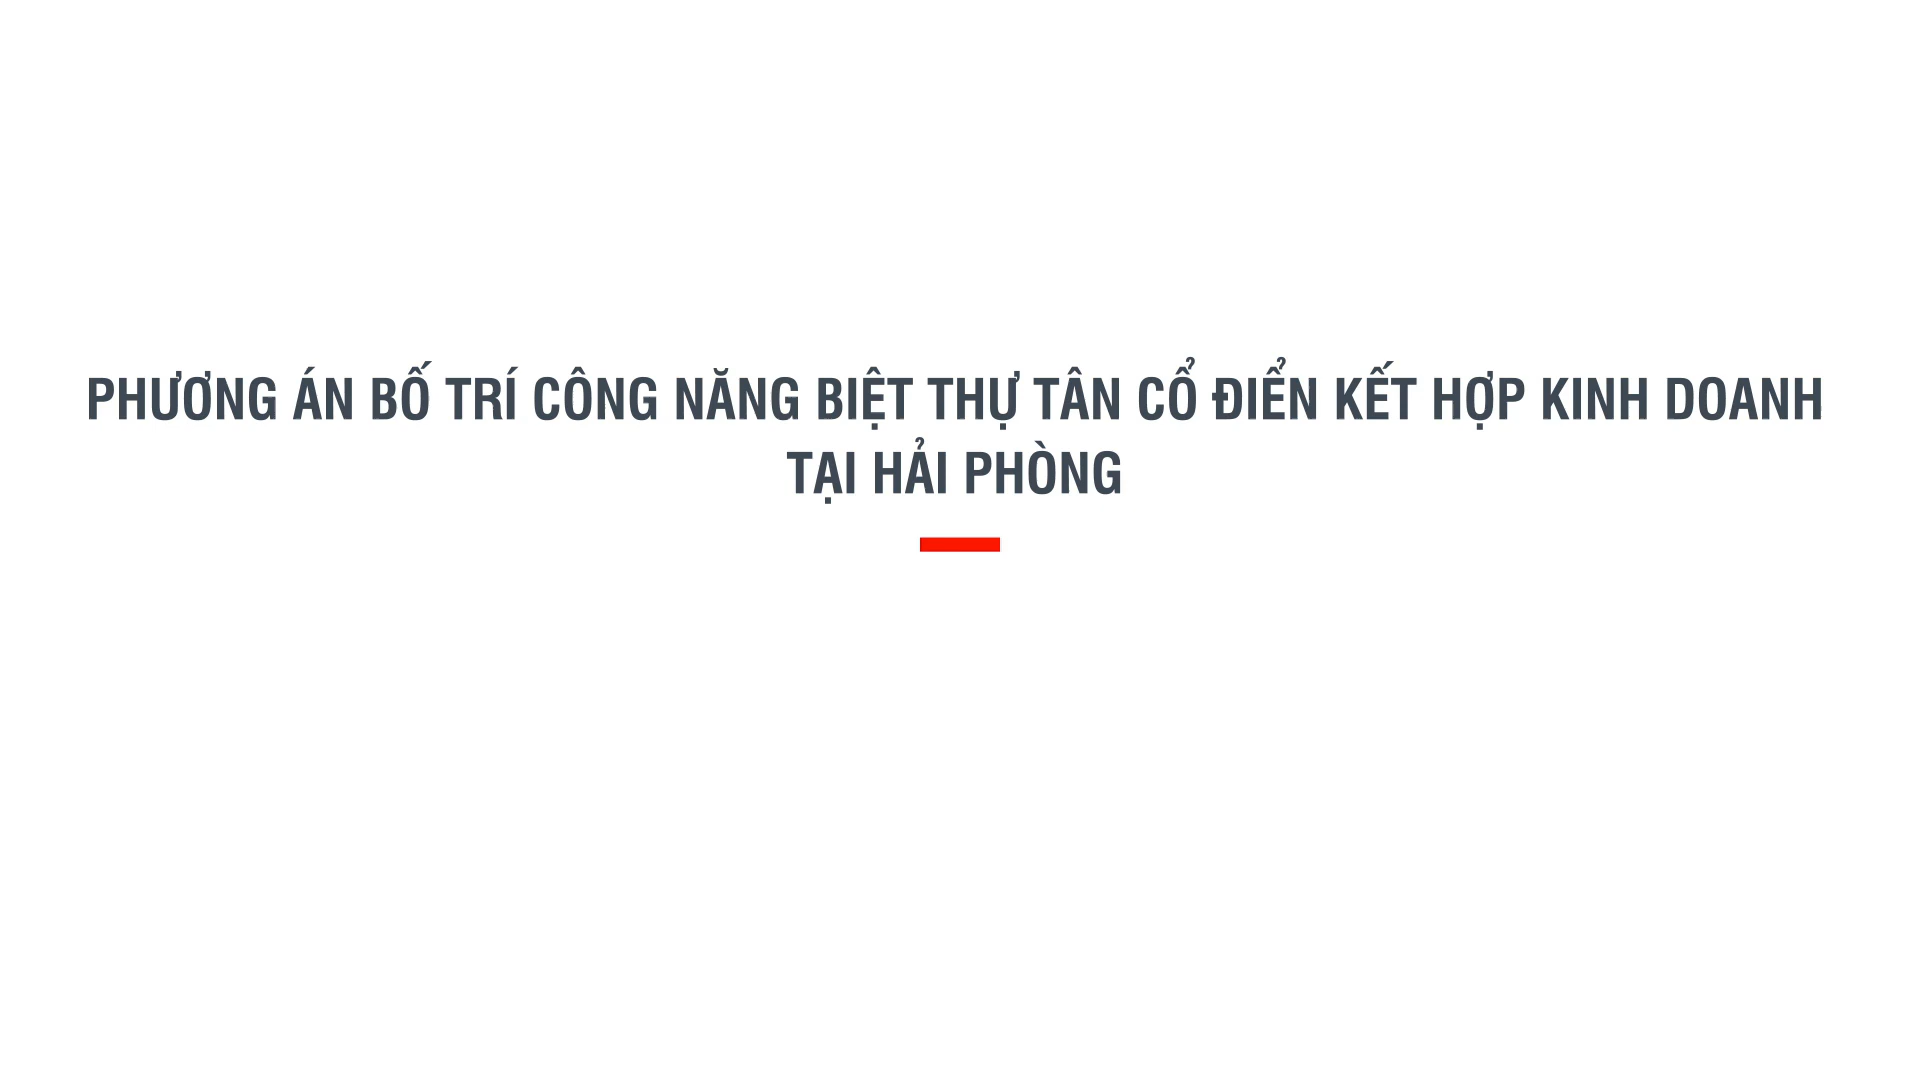 PHƯƠNG ÁN BỐ TRÍ CÔNG NĂNG BIỆT THỰ TÂN CỔ ĐIỂN KẾT HỢP KINH DOANH
TẠI HẢI PHÒNG